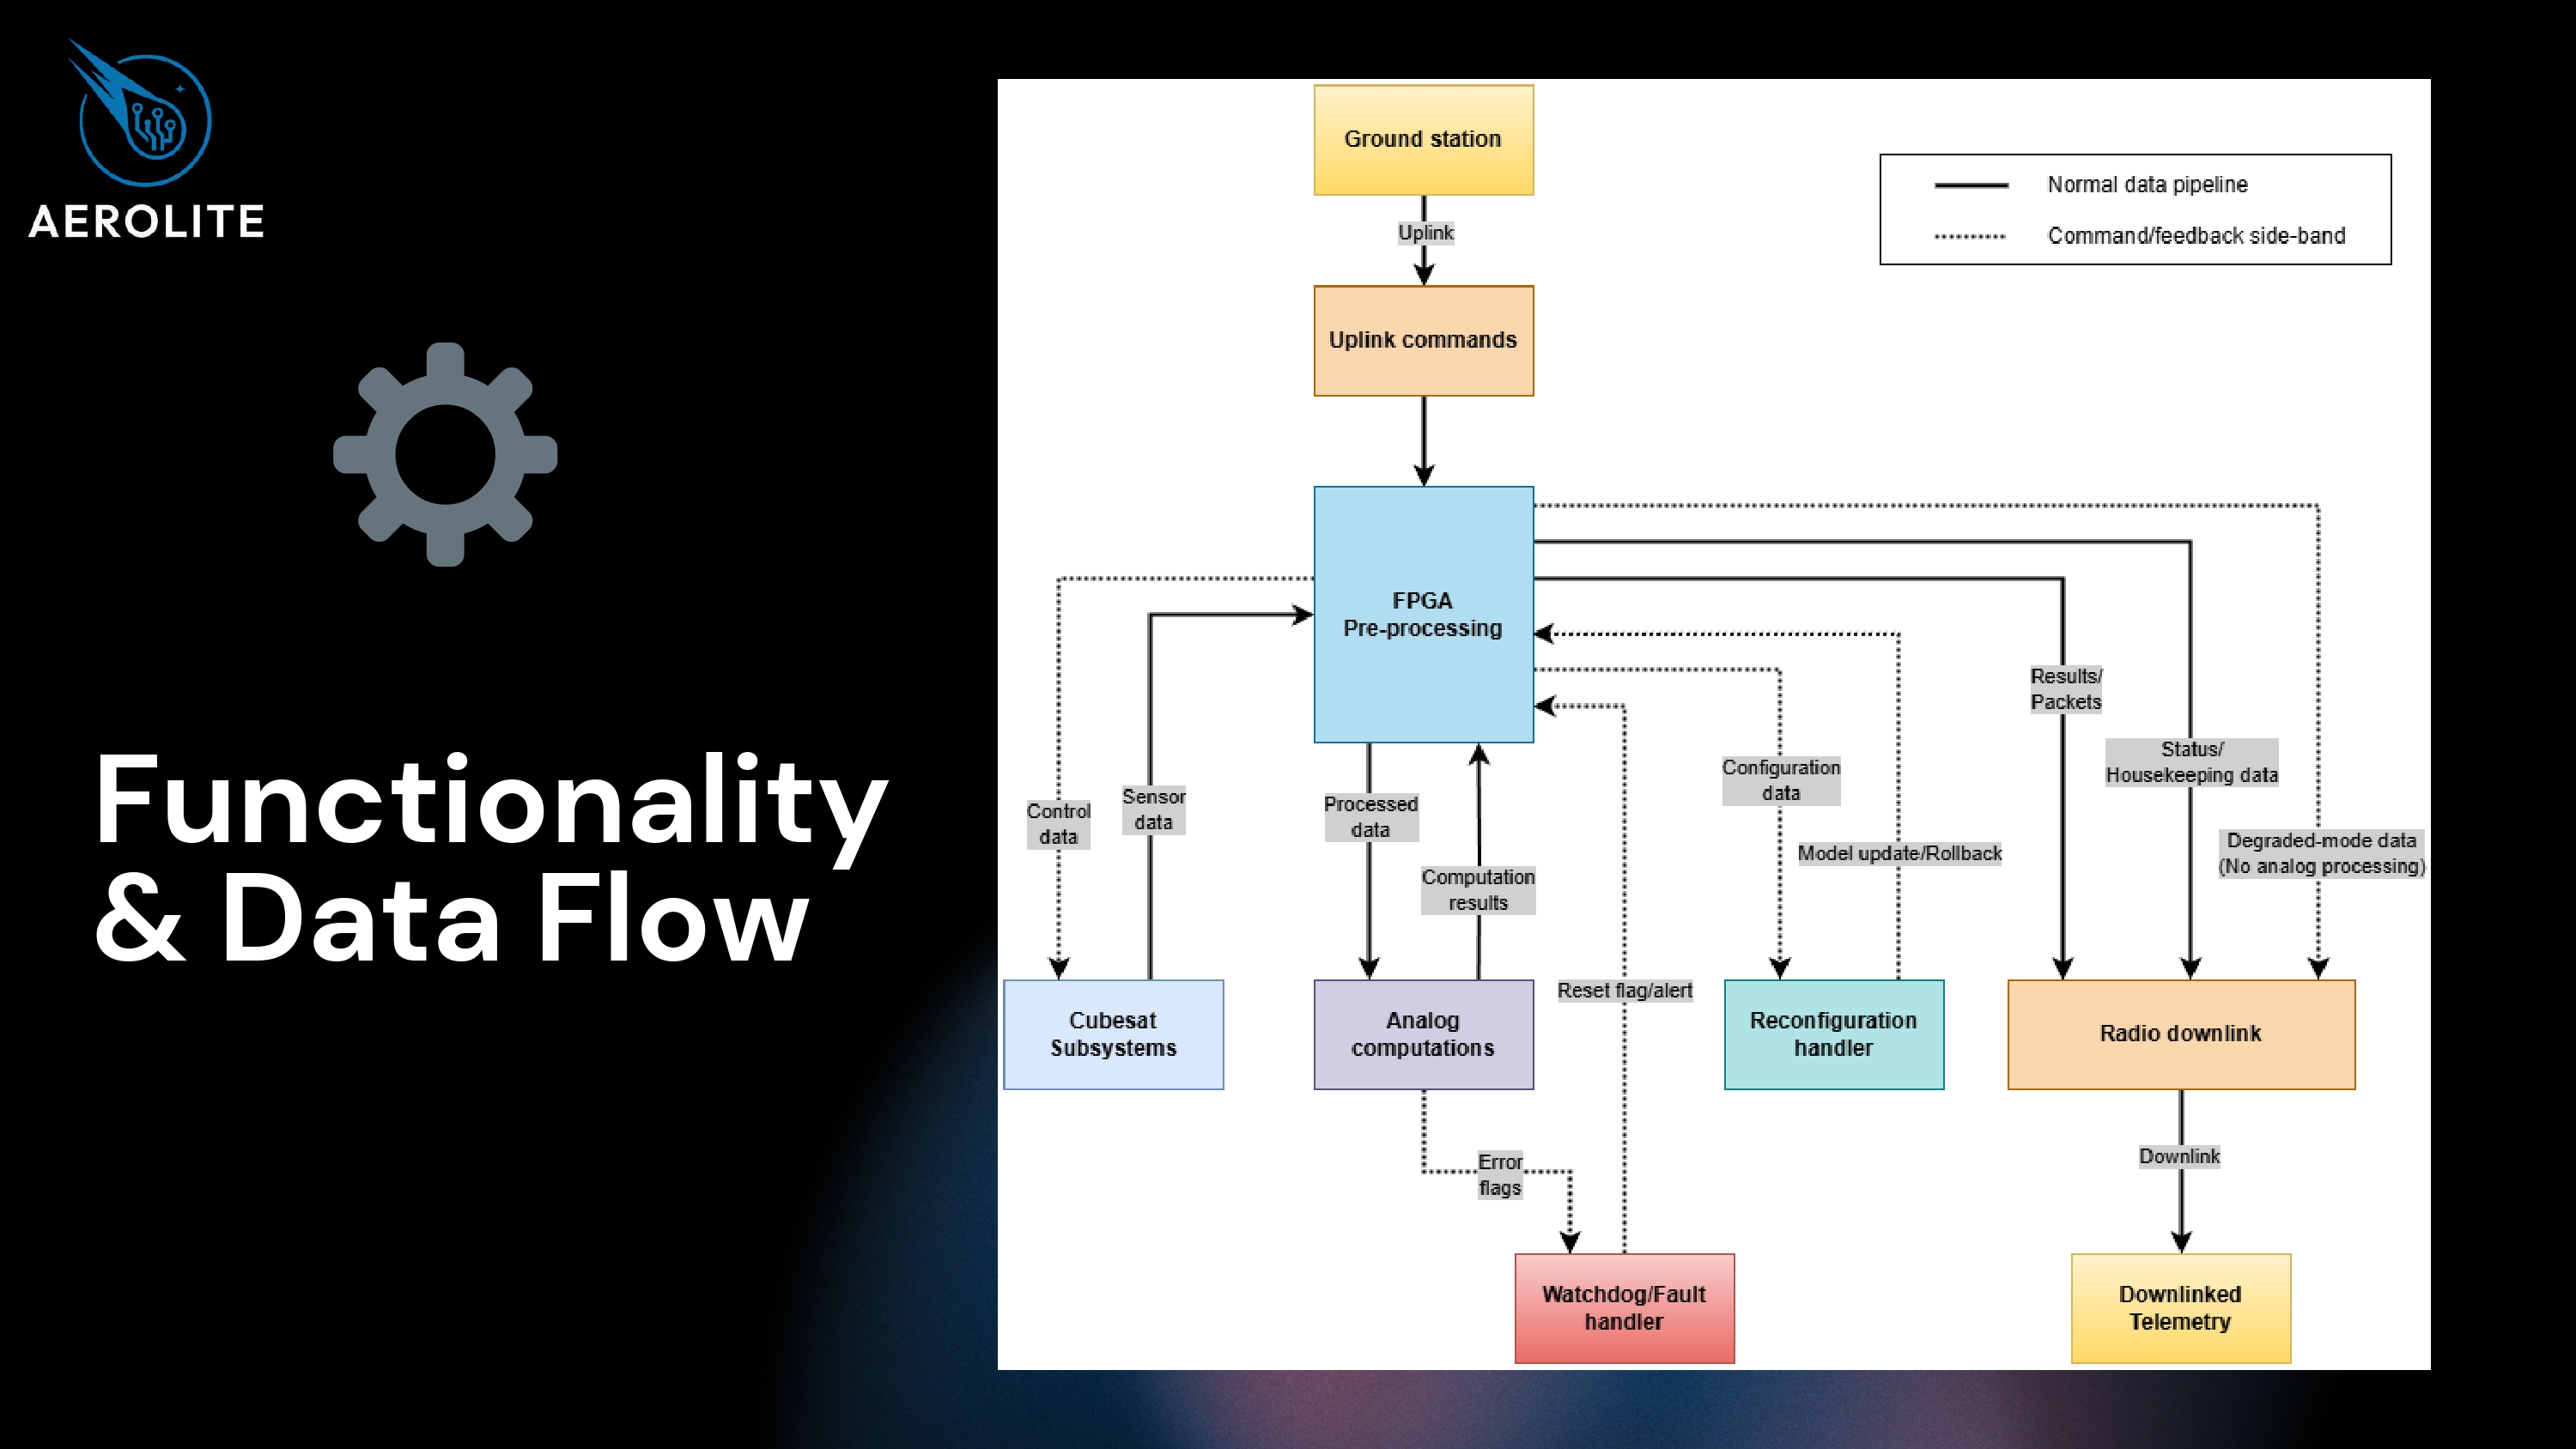 AEROLITE
Functionality
& Data Flow
Ground station
Normal data pipeline
Command/feedback side-band
Uplink
Uplink commands
FPGA
Pre-processing
Results/
Packets
Status/
Housekeeping data
Degraded-mode data
(No analog processing)
Configuration
data
Model update/Rollback
Control
data
Sensor
data
Processed
data
Computation
results
Reset flag/alert
Cubesat
Subsystems
Analog
computations
Reconfiguration
handler
Radio downlink
Error
flags
Downlink
Watchdog/Fault
handler
Downlinked
Telemetry